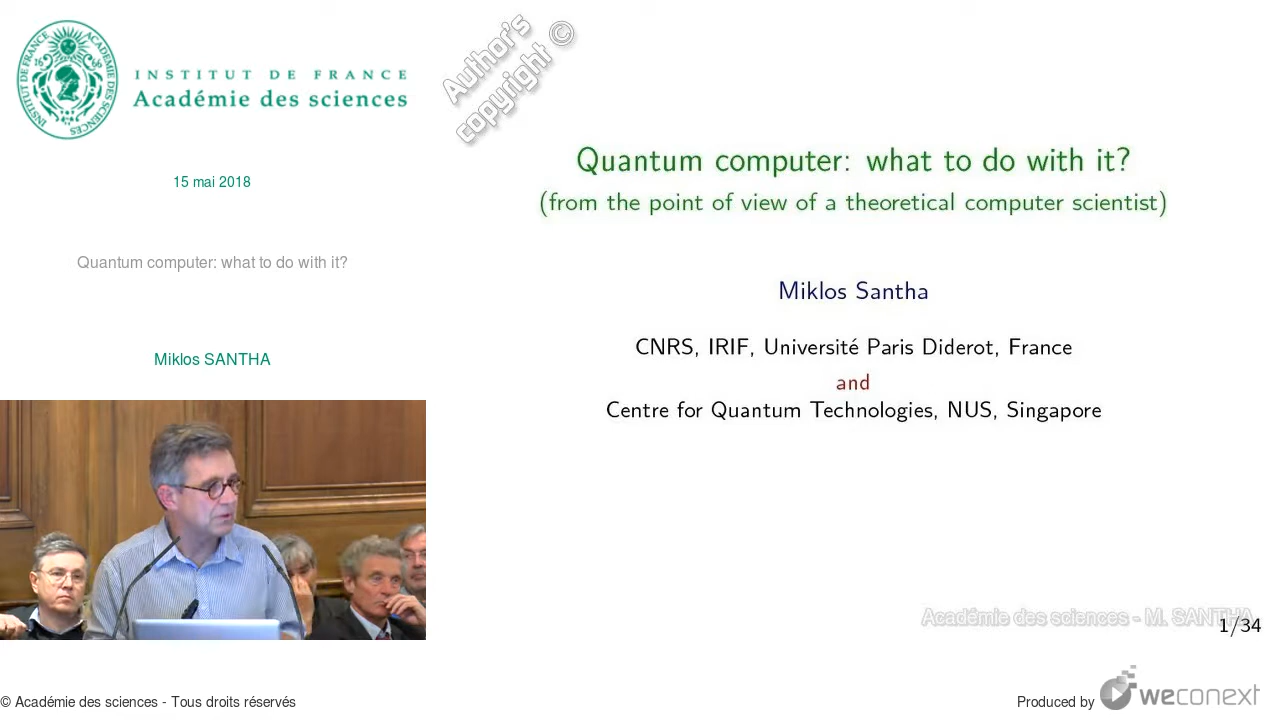 INSTITUT DE FRANCE
Académie des sciences
15 mai 2018
Quantum computer: what to do with it?
Miklos SANTHA
Author's
copyright ©
Quantum computer: what to do with it?
(from the point of view of a theoretical computer scientist)
Miklos Santha
CNRS, IRIF, Université Paris Diderot, France
and
Centre for Quantum Technologies, NUS, Singapore
Académie des sciences - M. SANTHA
1/34
© Académie des sciences - Tous droits réservés
Produced by weconext